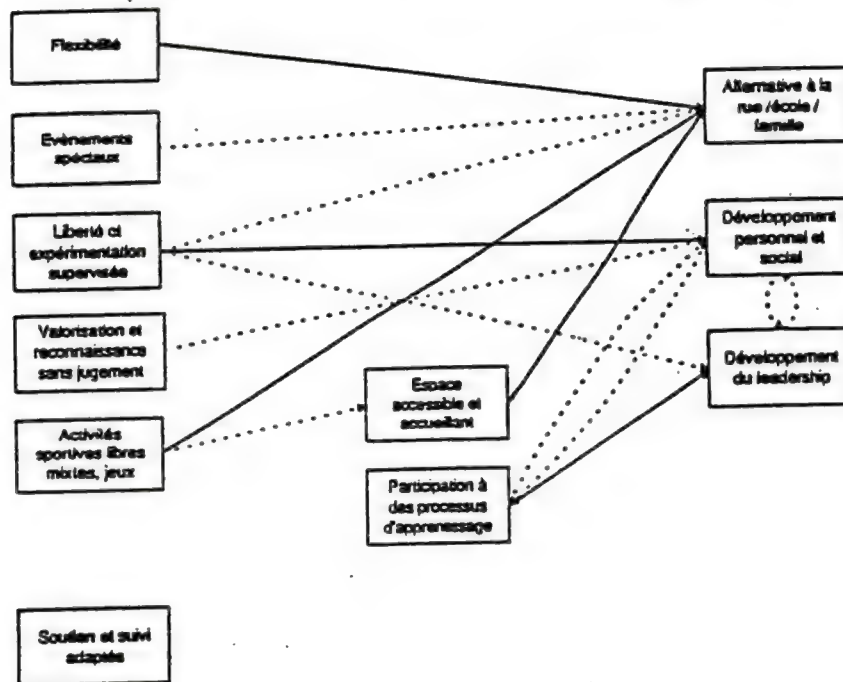 Flexibilité
Alternative à la
rue /école /
famille
Evènements
spéciaux
Liberté et
expérimentation
supervisée
Développement
personnel et
social
Valorisation et
reconnaissance
sans jugement
Développement
du leadership
Espace
accessible et
accueillant
Activités
sportives libres
mixtes, jeux
Participation à
des processus
d'apprenessage
Soutien et suivi
adaptés